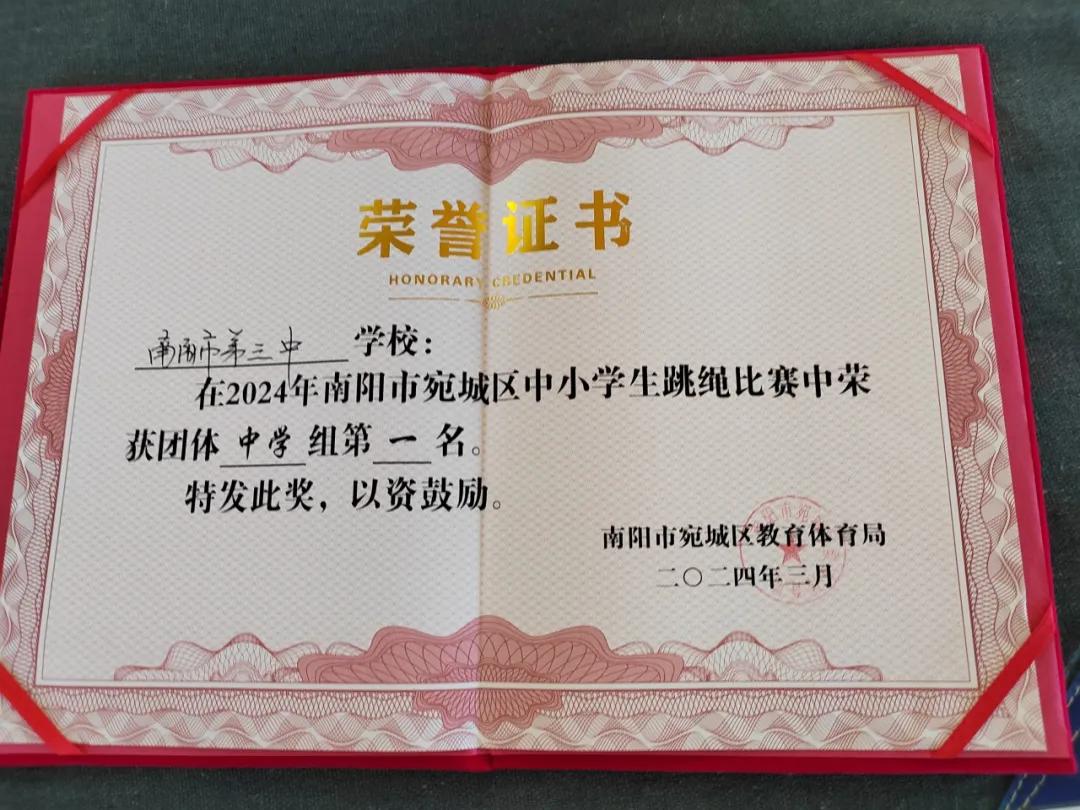 荣誉证书
HONORARY CREDENTIAL
南阳市第三中 学校：
在2024年南阳市宛城区中小学生跳绳比赛中荣
获团体 中学 组第 一 名。
特发此奖，以资鼓励。
南阳市宛城区教育体育局
二〇二四年三月